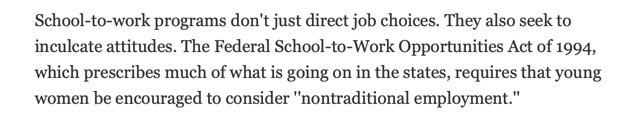 School-to-work programs don't just direct job choices. They also seek to
inculcate attitudes. The Federal School-to-Work Opportunities Act of 1994,
which prescribes much of what is going on in the states, requires that young
women be encouraged to consider ''nontraditional employment.''